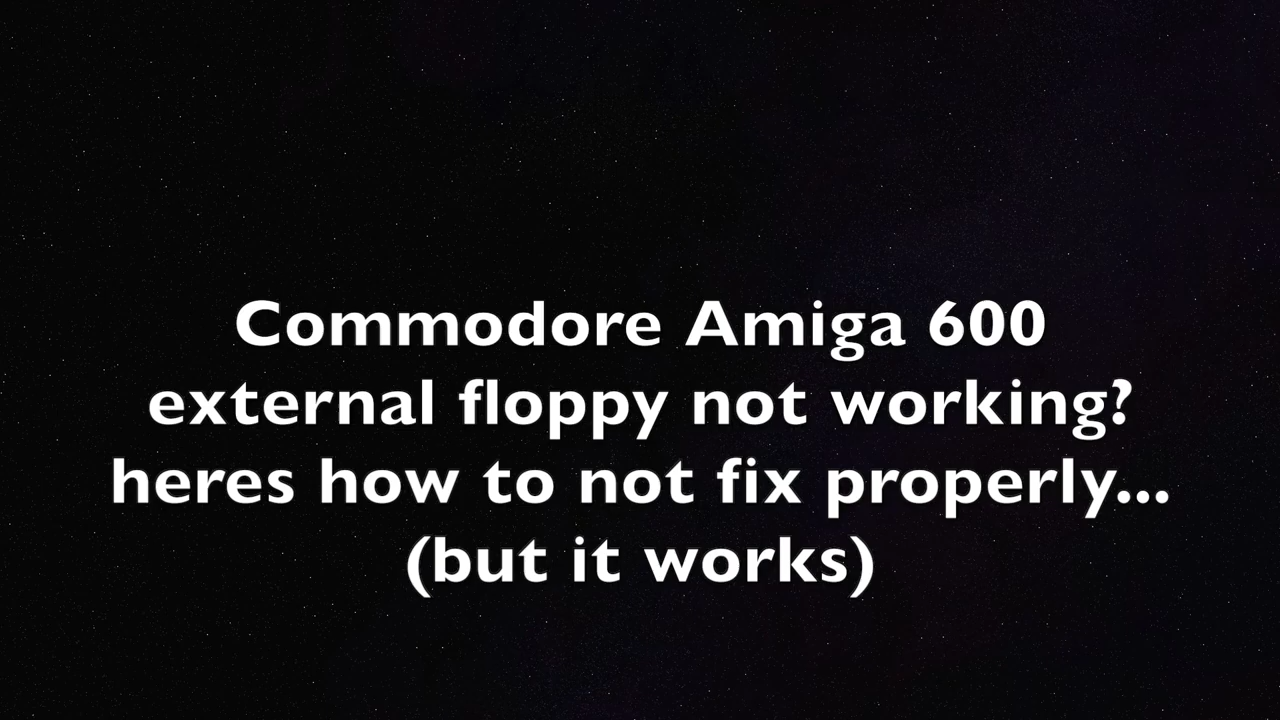 Commodore Amiga 600
external floppy not working?
heres how to not fix properly...
(but it works)